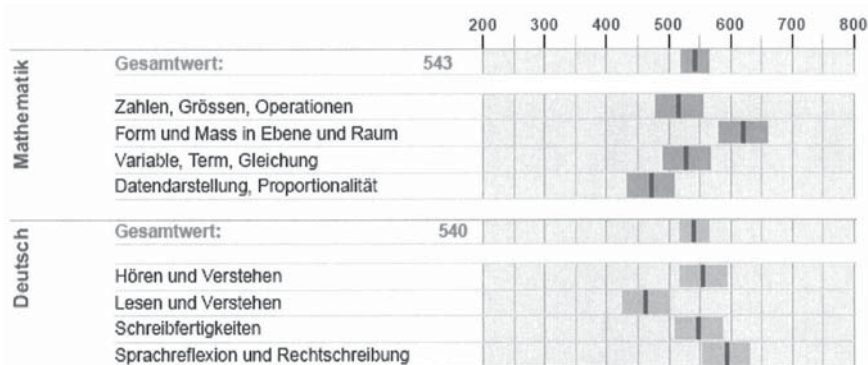 200 300 400 500 600 700 800
Mathematik
Gesamtwert: 543
Zahlen, Grössen, Operationen
Form und Mass in Ebene und Raum
Variable, Term, Gleichung
Datendarstellung, Proportionalität
Deutsch
Gesamtwert: 540
Hören und Verstehen
Lesen und Verstehen
Schreibfertigkeiten
Sprachreflexion und Rechtschreibung